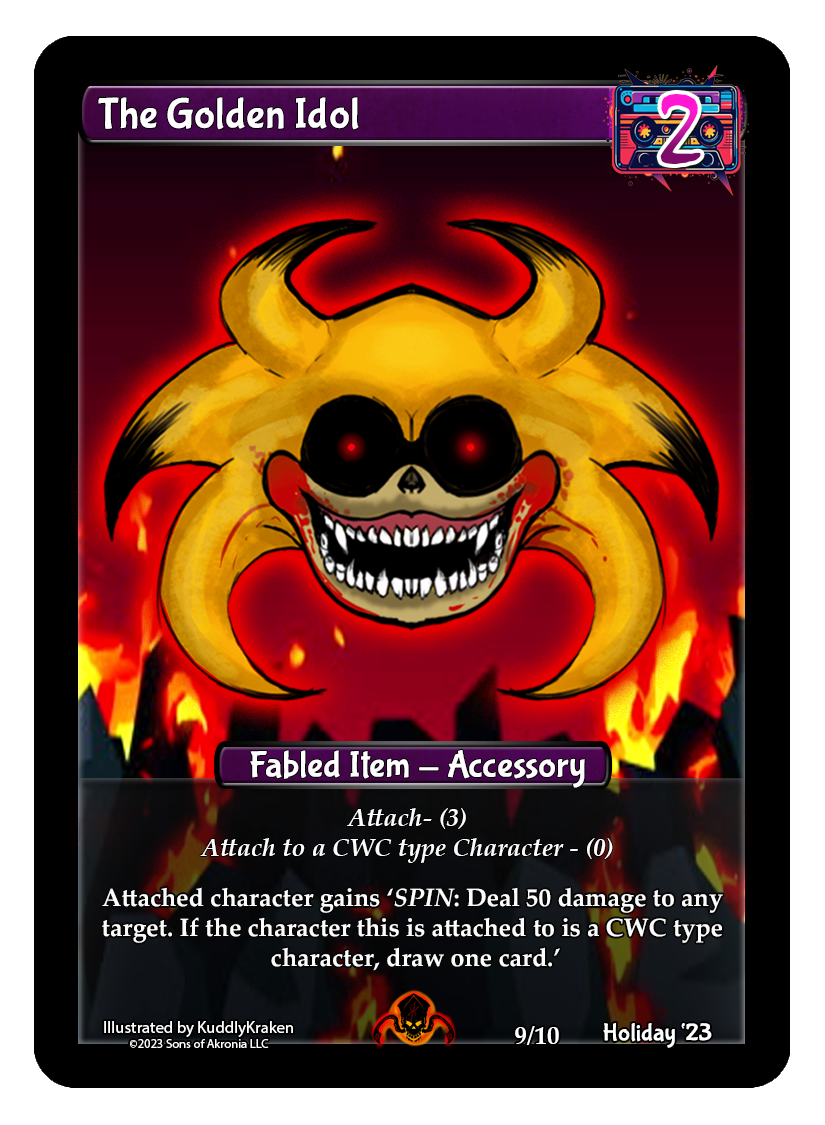 The Golden Idol
2
Fabled Item – Accessory
Attach- (3)
Attach to a CWC type Character - (0)
Attached character gains ‘SPIN: Deal 50 damage to any
target. If the character this is attached to is a CWC type
character, draw one card.’
Illustrated by KuddlyKraken
©2023 Sons of Akronia LLC
9/10
Holiday ‘23